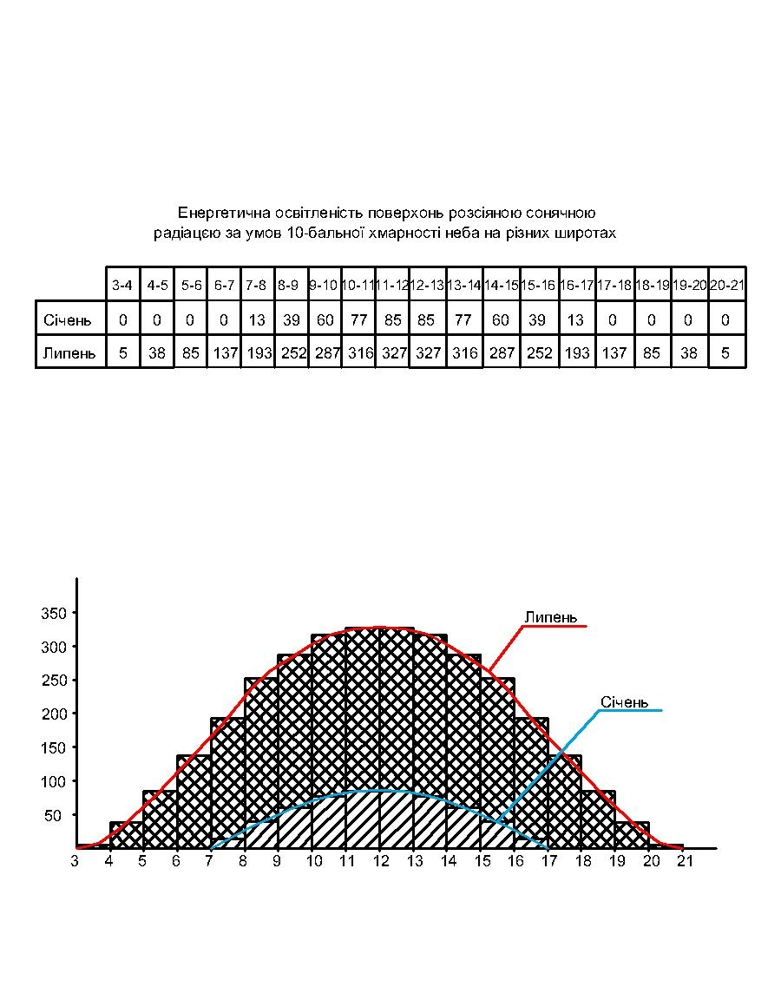 Енергетична освітленість поверхонь розсіяною сонячною
радіацєю за умов 10-бальної хмарності неба на різних широтах
3-4 4-5 5-6 6-7 7-8 8-9 9-10 10-11 11-12 12-13 13-14 14-15 15-16 16-17 17-18 18-19 19-20 20-21
Січень 0 0 0 0 13 39 60 77 85 85 77 60 39 13 0 0 0 0
Липень 5 38 85 137 193 252 287 316 327 327 316 287 252 193 137 85 38 5
350
Липень
300
250
Січень
200
150
100
50
3 4 5 6 7 8 9 10 11 12 13 14 15 16 17 18 19 20 21